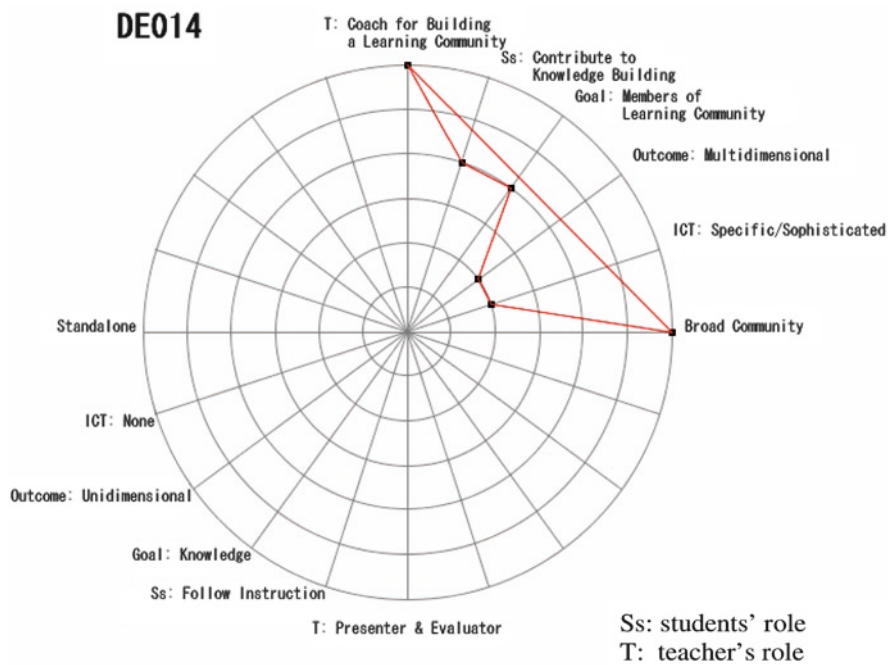 DE014
T: Coach for Building
a Learning Community
Ss: Contribute to
Knowledge Building
Goal: Members of
Learning Community
Outcome: Multidimensional
ICT: Specific/Sophisticated
Broad Community
Standalone
ICT: None
Outcome: Unidimensional
Goal: Knowledge
Ss: Follow Instruction
T: Presenter & Evaluator
Ss: students’ role
T: teacher’s role